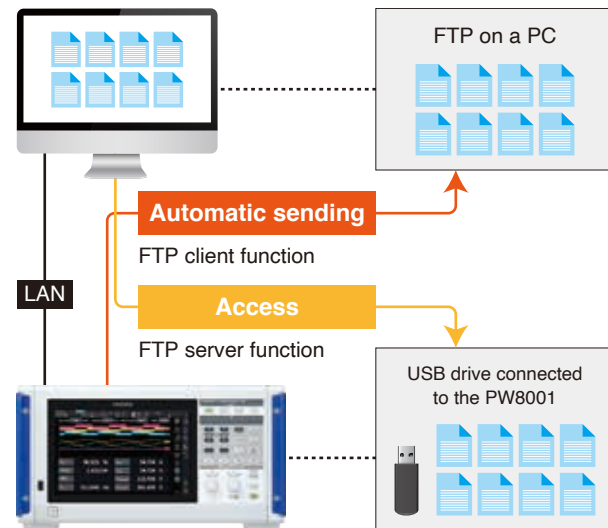 FTP on a PC
Automatic sending
FTP client function
LAN
Access
FTP server function
USB drive connected
to the PW8001